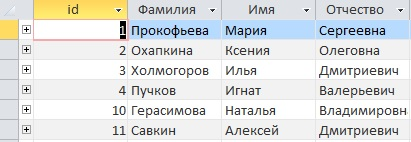 id Фамилия Имя Отчество
1 Прокофьева Мария Сергеевна
2 Охапкина Ксения Олеговна
3 Холмогоров Илья Дмитриевич
4 Пучков Игнат Валерьевич
10 Герасимова Наталья Владимировн
11 Савкин Алексей Дмитриевич